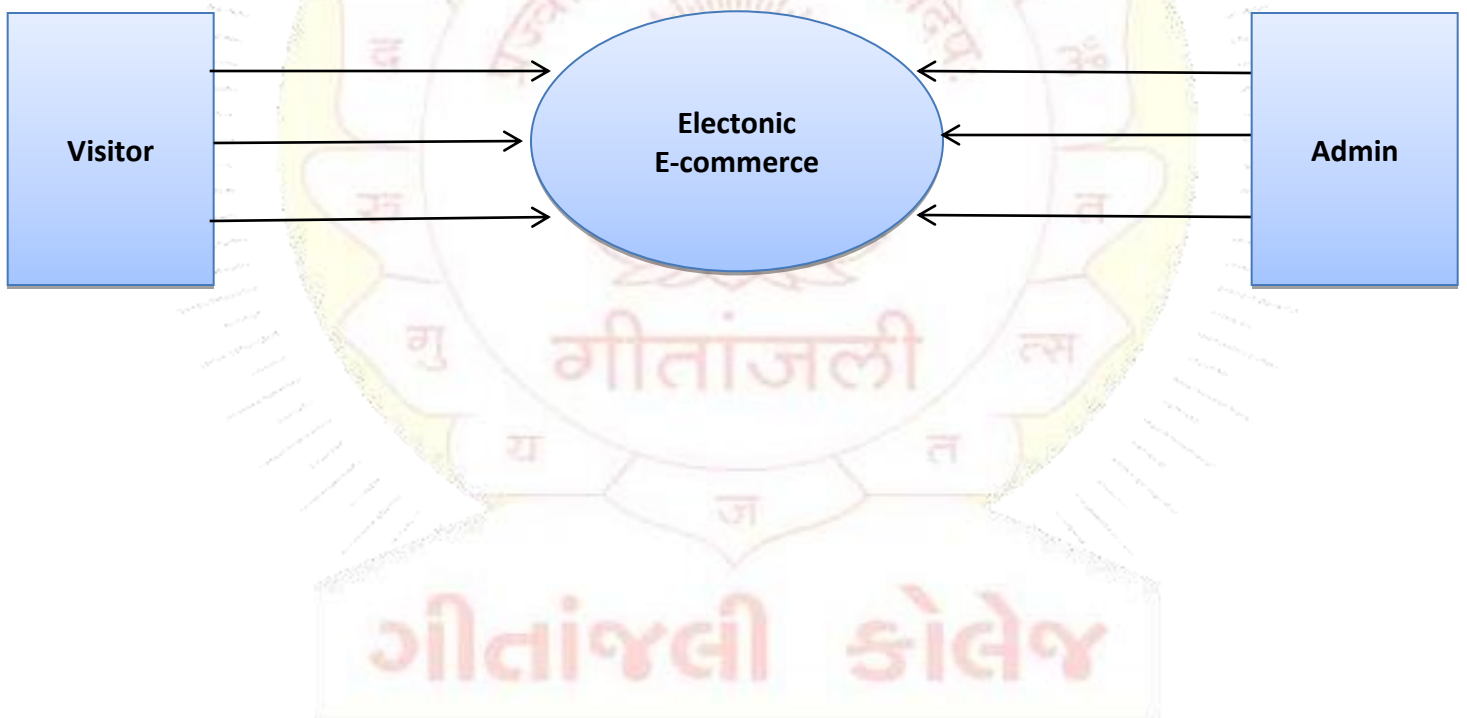 Visitor
Electonic
E-commerce
Admin
द
ॐ
रु
त
गु
गीतांजली
त्स
य
त
ज
ગીતાંજલી કોલેજ